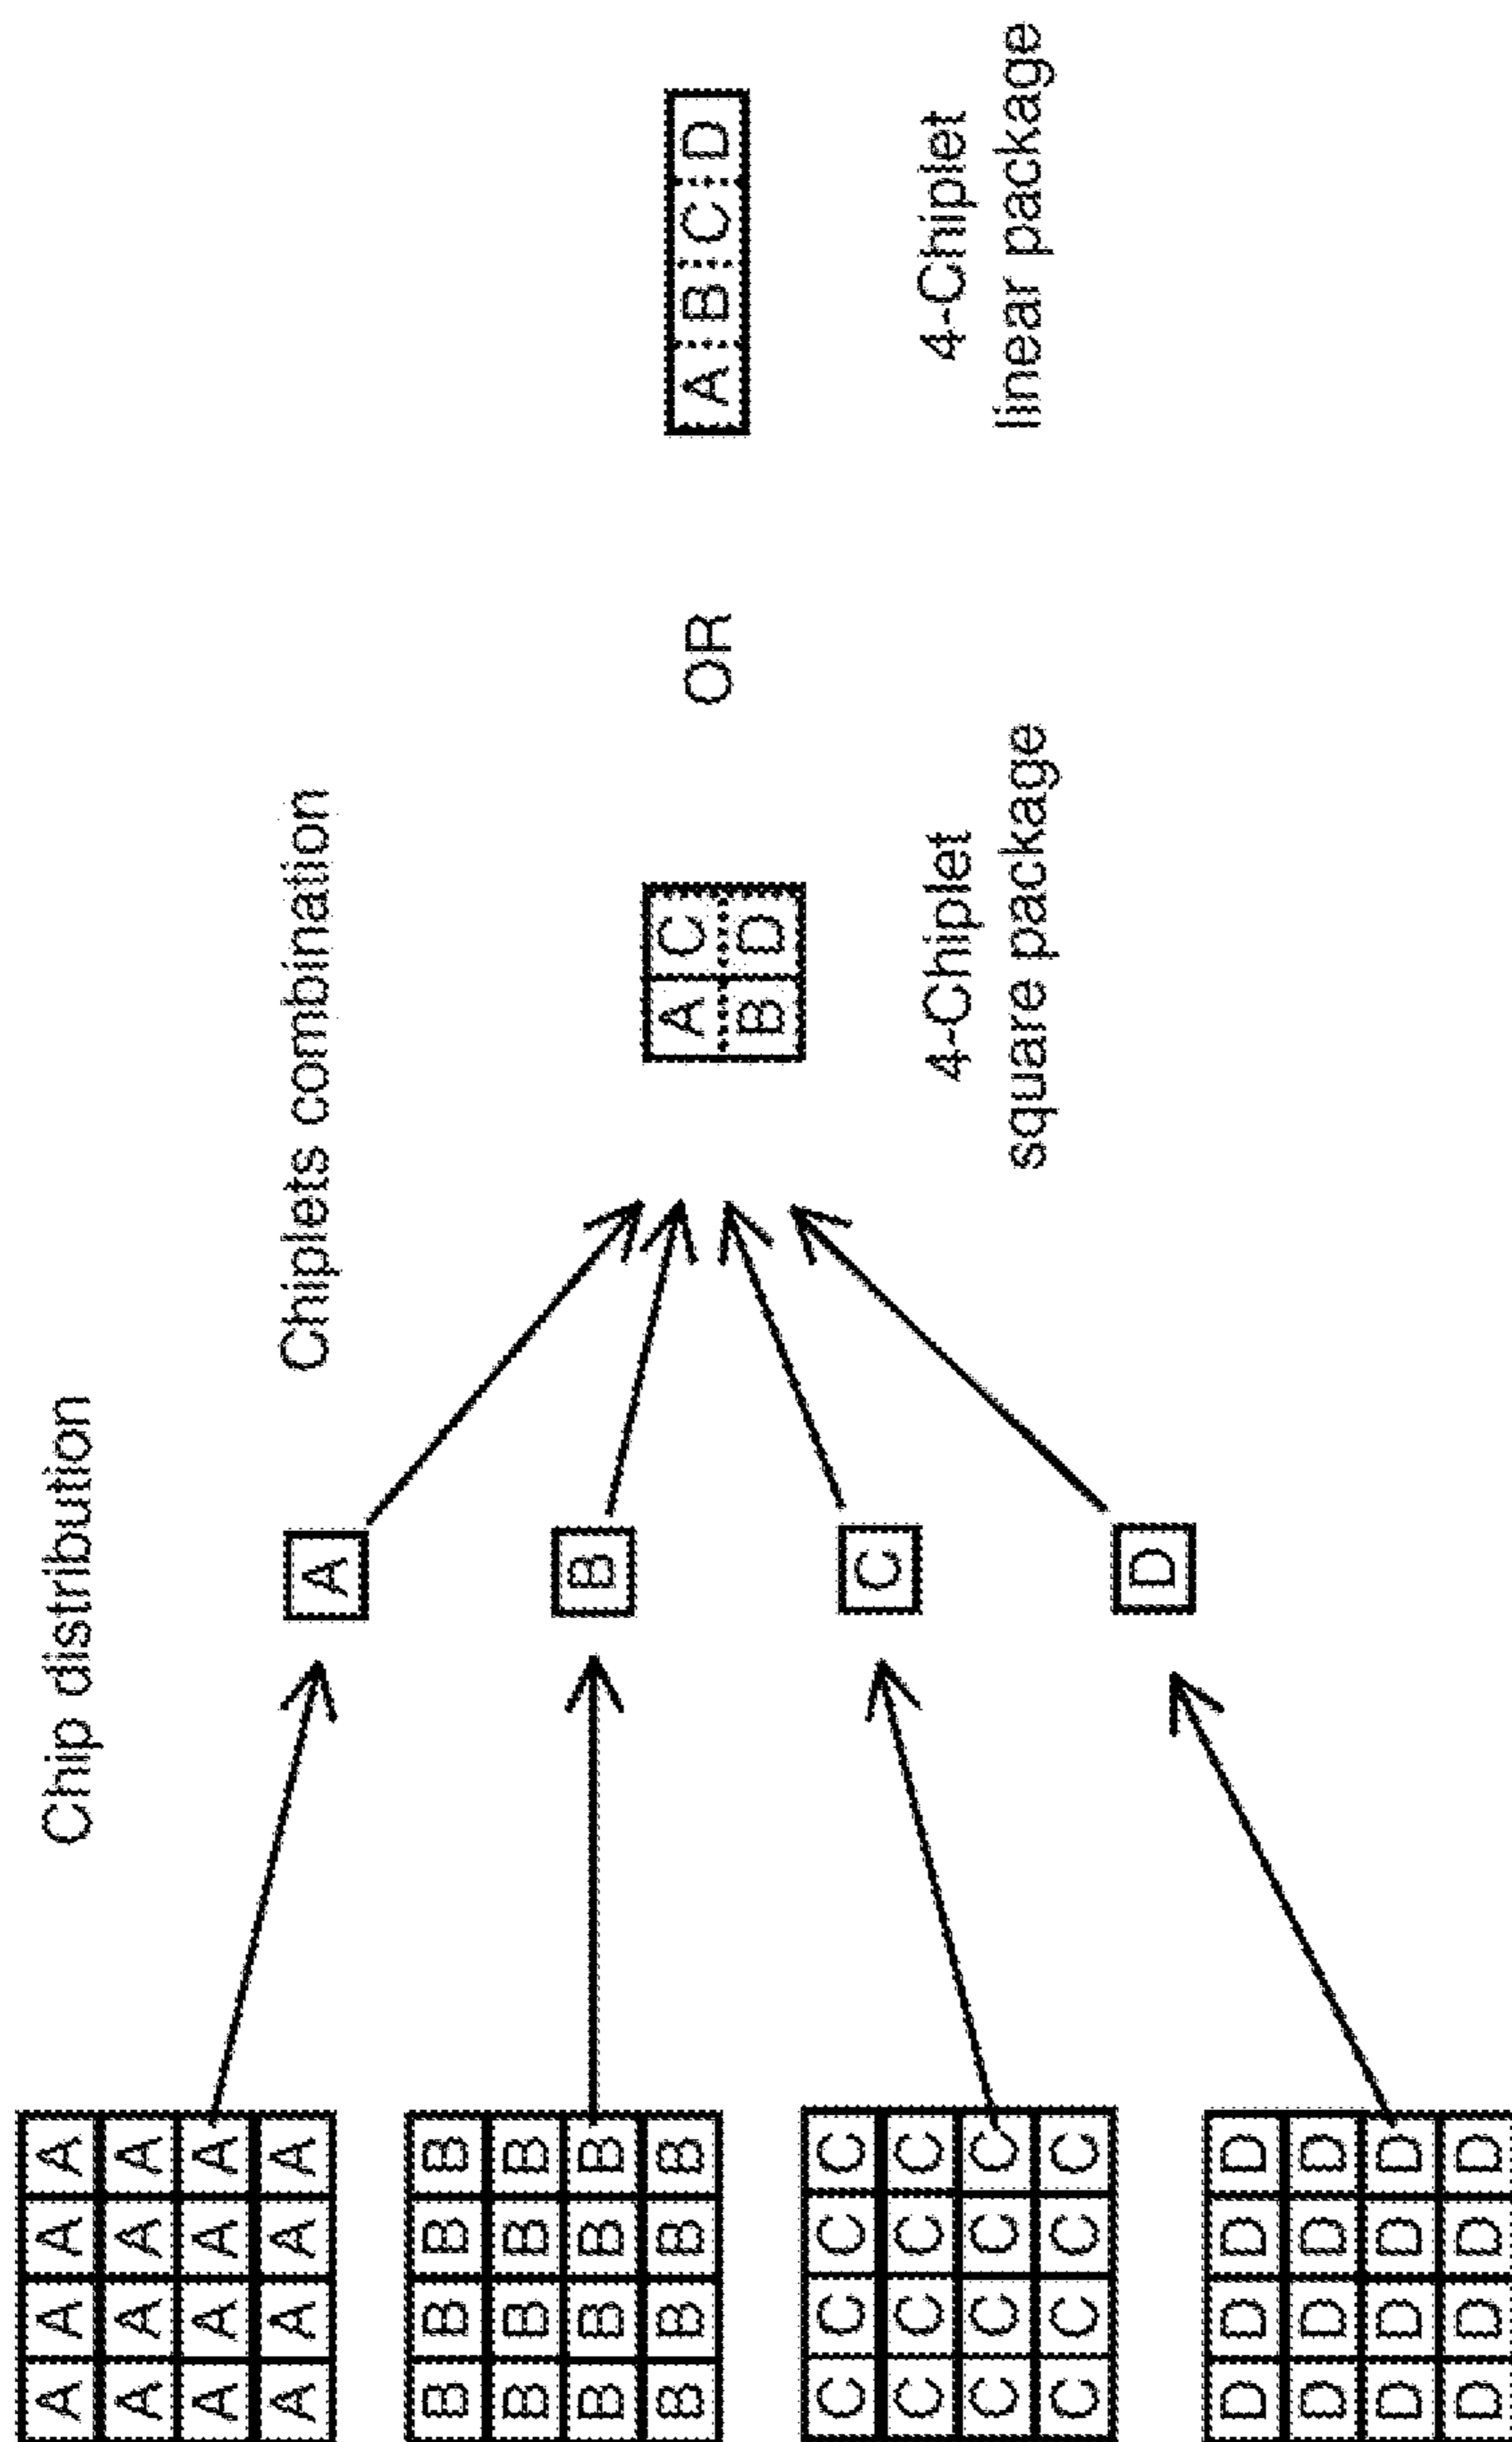 Chip distribution
Chiplets combination
A A A A
A A A A
A A A A
A A A A
B B B B
B B B B
B B B B
B B B B
C C C C
C C C C
C C C C
C C C C
D D D D
D D D D
D D D D
D D D D
A
B
C
D
A C
B D
OR
A B C D
4-Chiplet
square package
4-Chiplet
linear package